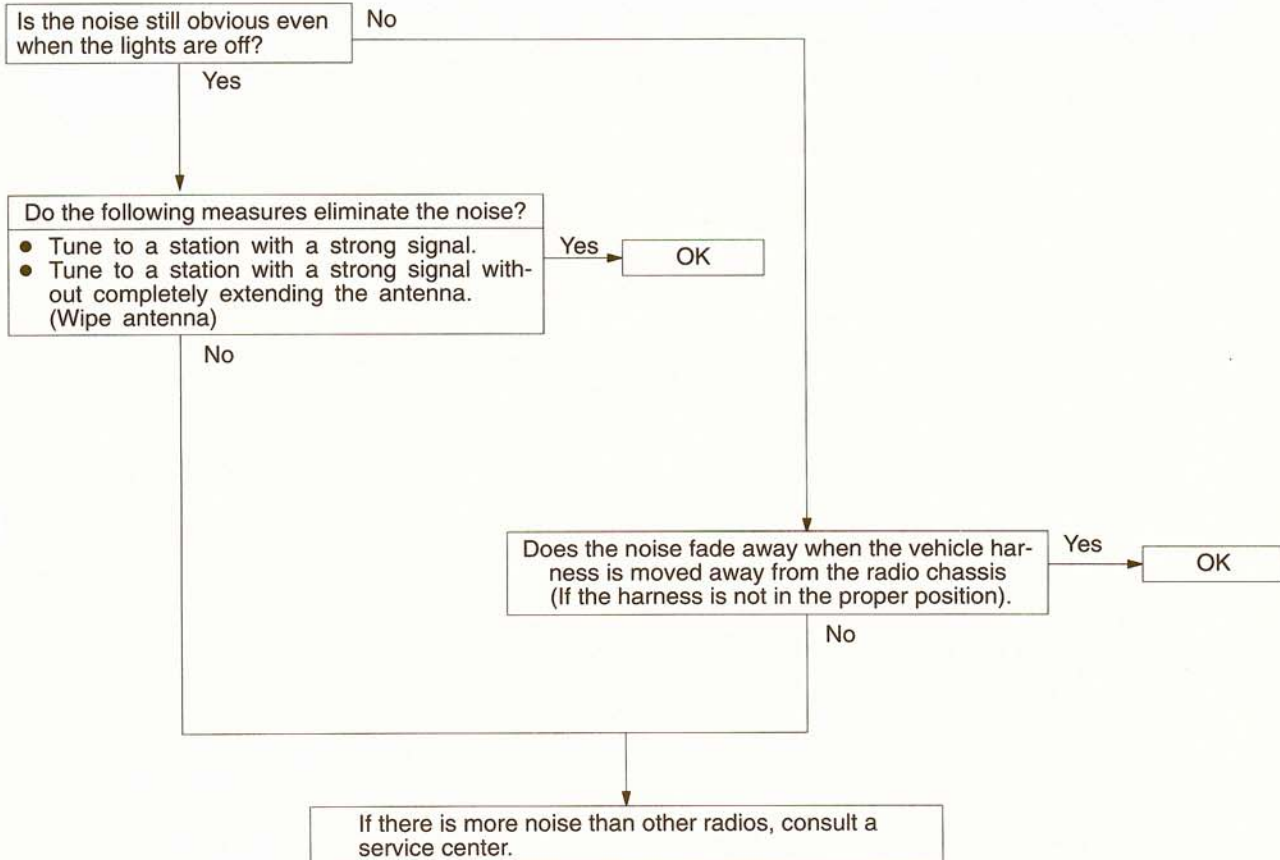 Is the noise still obvious even
when the lights are off?
No
Yes
Do the following measures eliminate the noise?
● Tune to a station with a strong signal.
● Tune to a station with a strong signal with-
out completely extending the antenna.
(Wipe antenna)
Yes
OK
No
Does the noise fade away when the vehicle har-
ness is moved away from the radio chassis
(If the harness is not in the proper position).
Yes
OK
No
If there is more noise than other radios, consult a
service center.